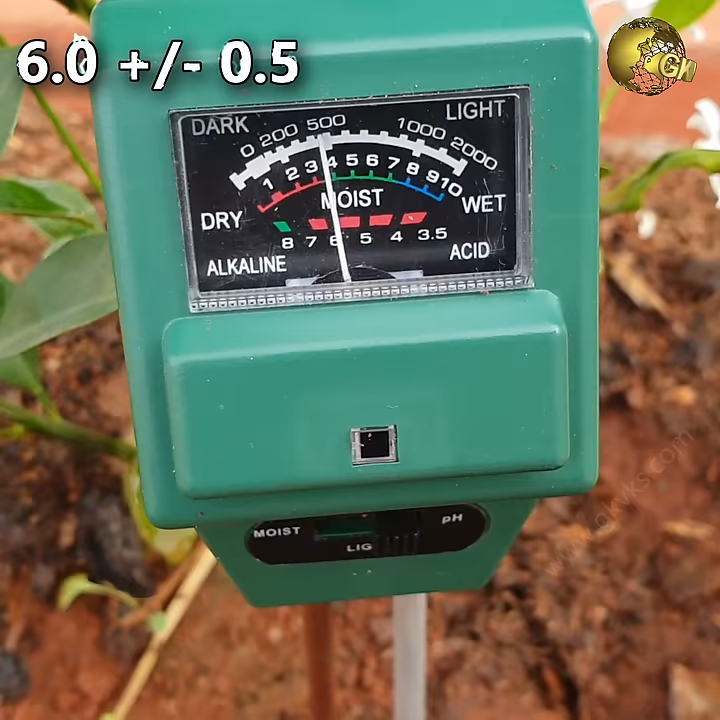 6.0 +/- 0.5
GK
DARK
LIGHT
0 200 500 1000 2000
1 2 3 4 5 6 7 8 9 10
MOIST
DRY
WET
8 7 6 5 4 3.5
ALKALINE
ACID
MOIST
pH
LIG